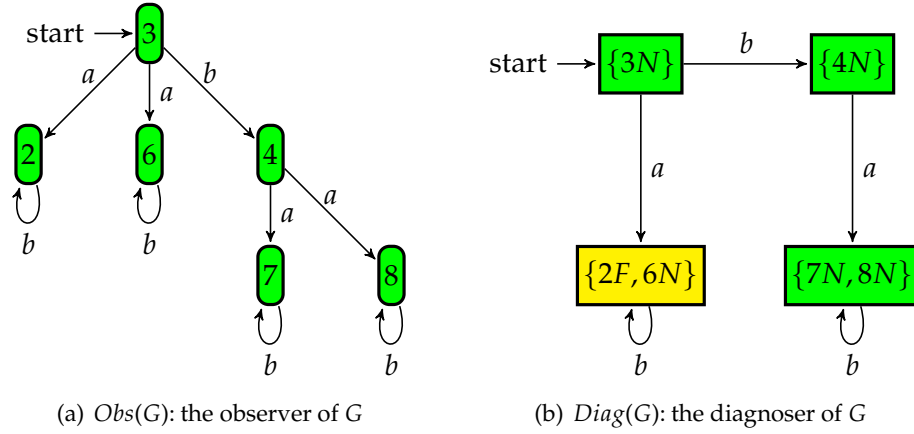 start
3
a
a
b
2
6
4
b
b
a
a
7
8
b
b
(a) Obs(G): the observer of G
start
{3N}
b
{4N}
a
a
{2F, 6N}
{7N, 8N}
b
b
(b) Diag(G): the diagnoser of G